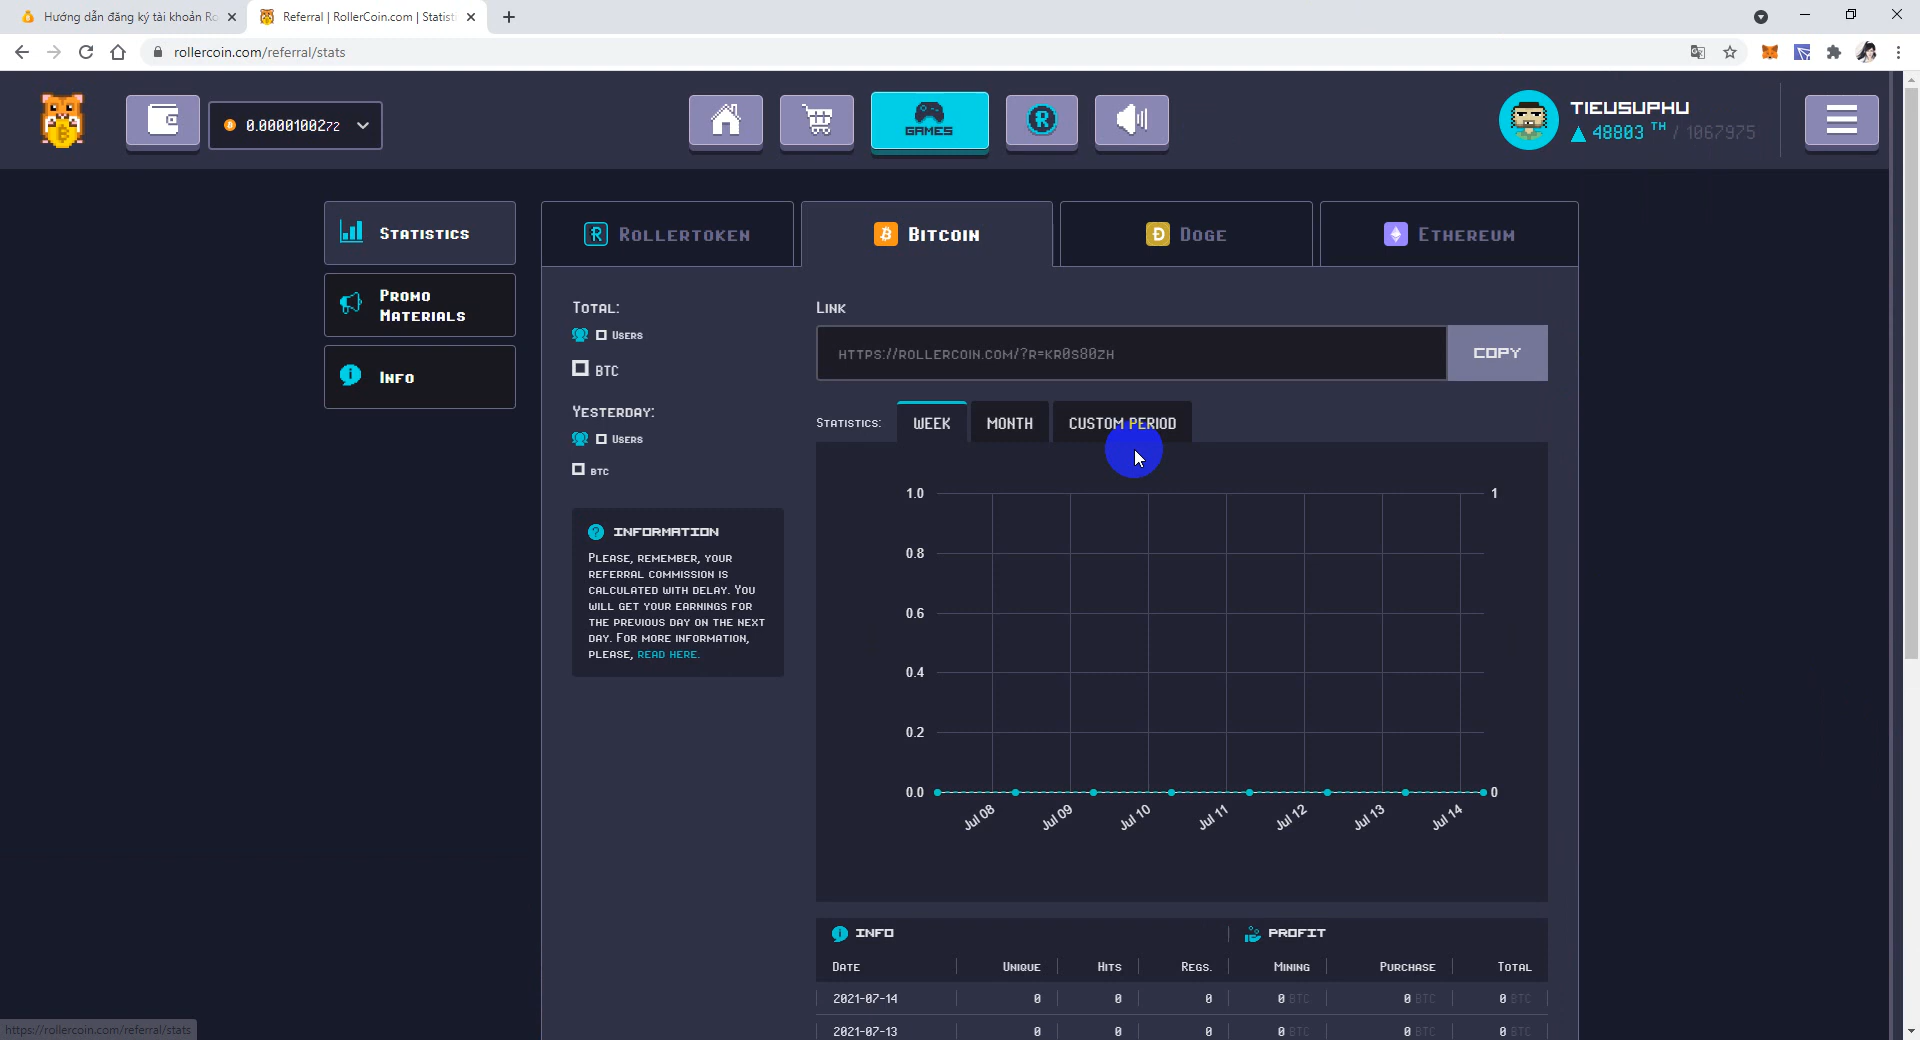 Hướng dẫn đăng ký tài khoản Ro
Referral | RollerCoin.com | Statist
rollercoin.com/referral/stats
0.0000100272
GAMES
TIEUSUPHU
48803 TH / 1067975
Statistics
Promo
Materials
Info
Rollertoken
Bitcoin
Doge
Ethereum
Total:
0 Users
0 BTC
Yesterday:
0 Users
0 BTC
INFORMATION
Please, remember, your
referral commission is
calculated with delay. You
will get your earnings for
the previous day on the next
day. For more information,
please, read here.
Link
HTTPS://ROLLERCOIN.COM/?R=KR0S80ZH
COPY
Statistics:
WEEK
MONTH
CUSTOM PERIOD
1.0
0.8
0.6
0.4
0.2
0.0
1
0
Jul 08
Jul 09
Jul 10
Jul 11
Jul 12
Jul 13
Jul 14
INFO
PROFIT
Date Unique Hits Regs. Mining Purchase Total
2021-07-14 0 0 0 0 BTC 0 BTC 0 BTC
2021-07-13 0 0 0 0 BTC 0 BTC 0 BTC
https://rollercoin.com/referral/stats